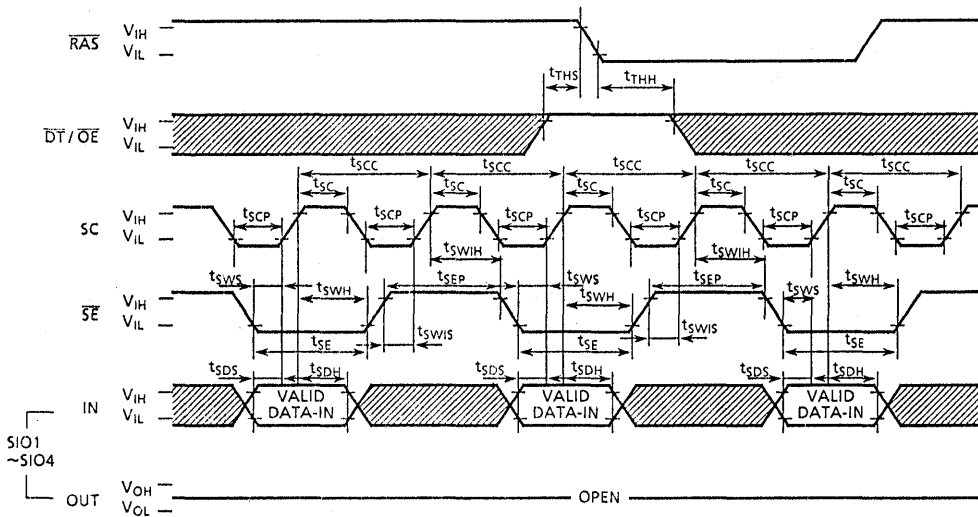 RAS
VIH
VIL
tTHS
tTHH
DT / OE
VIH
VIL
tSCC tSCC tSCC tSCC tSCC
tSC tSC tSC tSC tSC
SC
VIH
VIL
tSCP tSCP tSCP tSCP tSCP tSCP
tSWIH tSWIH
tSWS tSEP tSWS tSEP tSWS
SE
VIH
VIL
tSWH tSWH tSWH
tSWIS tSWIS
tSE tSE tSE
tSDS tSDH tSDS tSDH tSDS tSDH
IN
VIH
VIL
VALID VALID VALID
DATA-IN DATA-IN DATA-IN
SIO1
~SIO4
OUT
VOH
VOL
OPEN